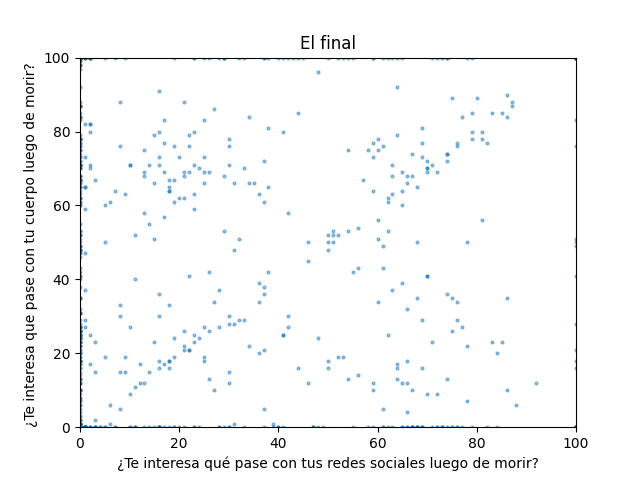 El final
¿Te interesa que pase con tu cuerpo luego de morir?
100
80
60
40
20
0
0 20 40 60 80 100
¿Te interesa qué pase con tus redes sociales luego de morir?